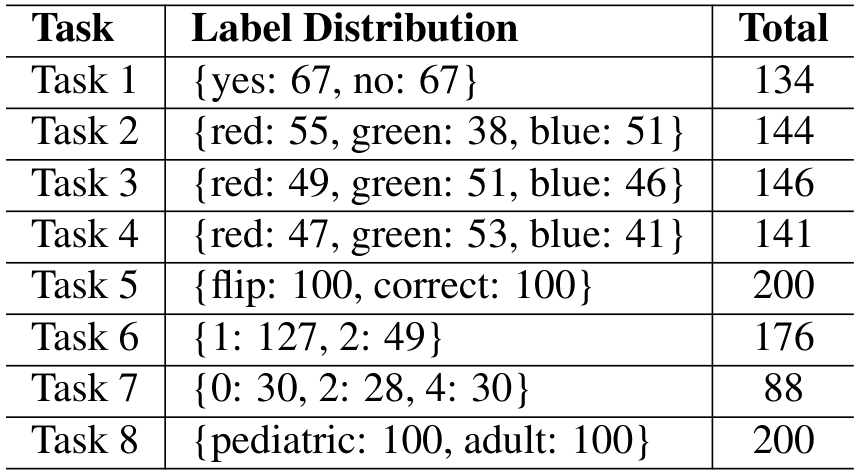 Task Label Distribution Total
Task 1 {yes: 67, no: 67} 134
Task 2 {red: 55, green: 38, blue: 51} 144
Task 3 {red: 49, green: 51, blue: 46} 146
Task 4 {red: 47, green: 53, blue: 41} 141
Task 5 {flip: 100, correct: 100} 200
Task 6 {1: 127, 2: 49} 176
Task 7 {0: 30, 2: 28, 4: 30} 88
Task 8 {pediatric: 100, adult: 100} 200